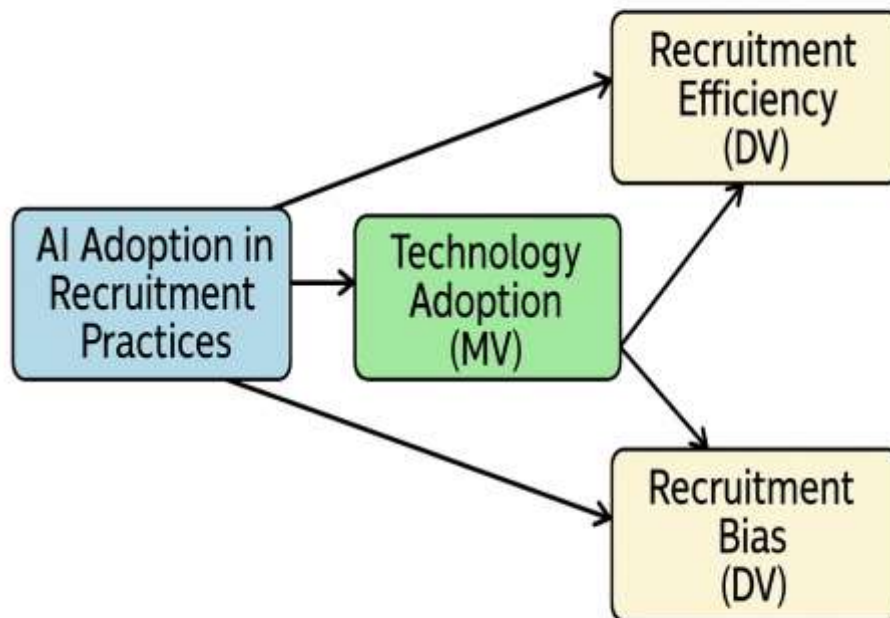 Recruitment
Efficiency
(DV)
AI Adoption in
Recruitment
Practices
Technology
Adoption
(MV)
Recruitment
Bias
(DV)